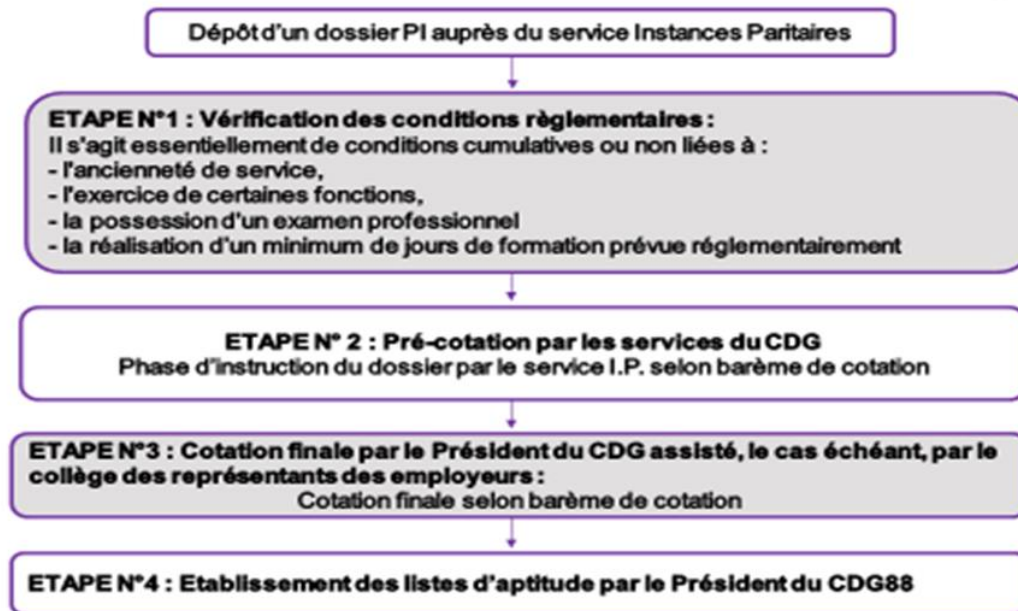 Dépôt d'un dossier PI auprès du service Instances Paritaires
ETAPE N°1 : Vérification des conditions règlementaires :
Il s'agit essentiellement de conditions cumulatives ou non liées à :
- l'ancienneté de service,
- l'exercice de certaines fonctions,
- la possession d'un examen professionnel
- la réalisation d'un minimum de jours de formation prévue réglementairement
ETAPE N° 2 : Pré-cotation par les services du CDG
Phase d'instruction du dossier par le service I.P. selon barème de cotation
ETAPE N°3 : Cotation finale par le Président du CDG assisté, le cas échéant, par le
collège des représentants des employeurs :
Cotation finale selon barème de cotation
ETAPE N°4 : Etablissement des listes d'aptitude par le Président du CDG88